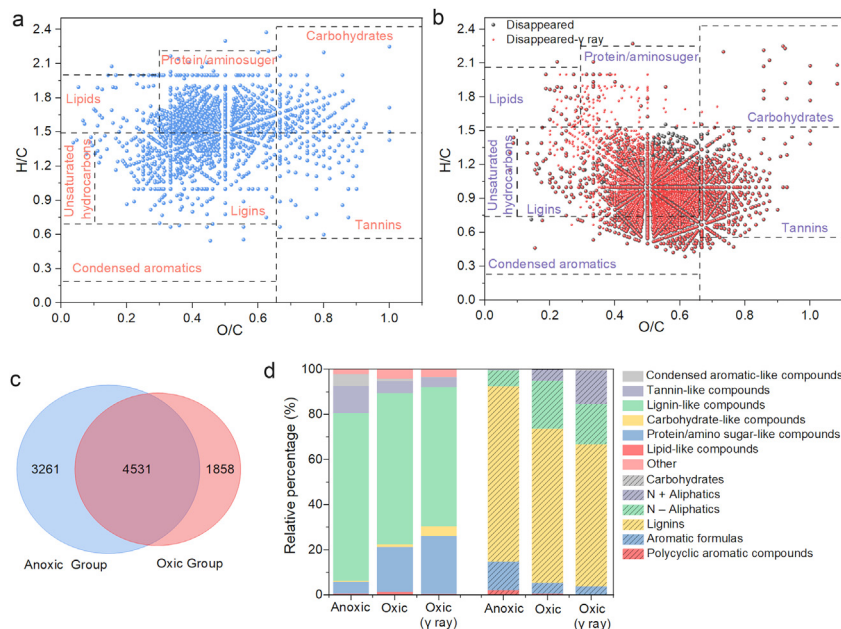 a
2.4
2.1
1.8
1.5
1.2
0.9
0.6
0.3
0.0
H/C
0.0 0.2 0.4 0.6 0.8 1.0
O/C
Carbohydrates
Protein/aminosuger
Lipids
Unsaturated
hydrocarbons
Ligins
Tannins
Condensed aromatics
b
Disappeared
Disappeared-γ ray
2.4
2.1
1.8
1.5
1.2
0.9
0.6
0.3
0.0
H/C
0.0 0.2 0.4 0.6 0.8 1.0
O/C
Protein/aminosuger
Lipids
Carbohydrates
Unsaturated
hydrocarbons
Ligins
Tannins
Condensed aromatics
c
3261 4531 1858
Anoxic Group
Oxic Group
d
100
80
60
40
20
0
Relative percentage (%)
Anoxic Oxic Oxic
(γ ray)
Anoxic Oxic Oxic
(γ ray)
Condensed aromatic-like compounds
Tannin-like compounds
Lignin-like compounds
Carbohydrate-like compounds
Protein/amino sugar-like compounds
Lipid-like compounds
Other
Carbohydrates
N + Aliphatics
N – Aliphatics
Lignins
Aromatic formulas
Polycyclic aromatic compounds